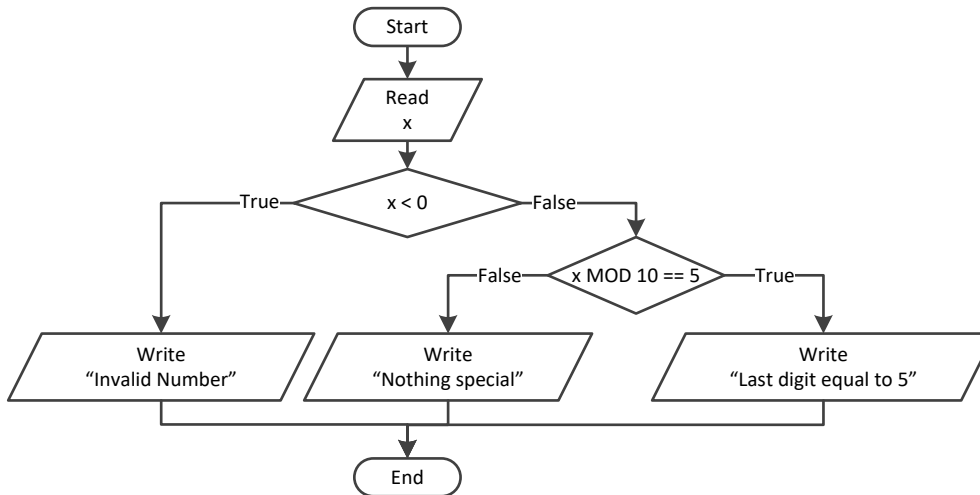 Start
Read
x
True
x < 0
False
False
x MOD 10 == 5
True
Write
“Invalid Number”
Write
“Nothing special”
Write
“Last digit equal to 5”
End